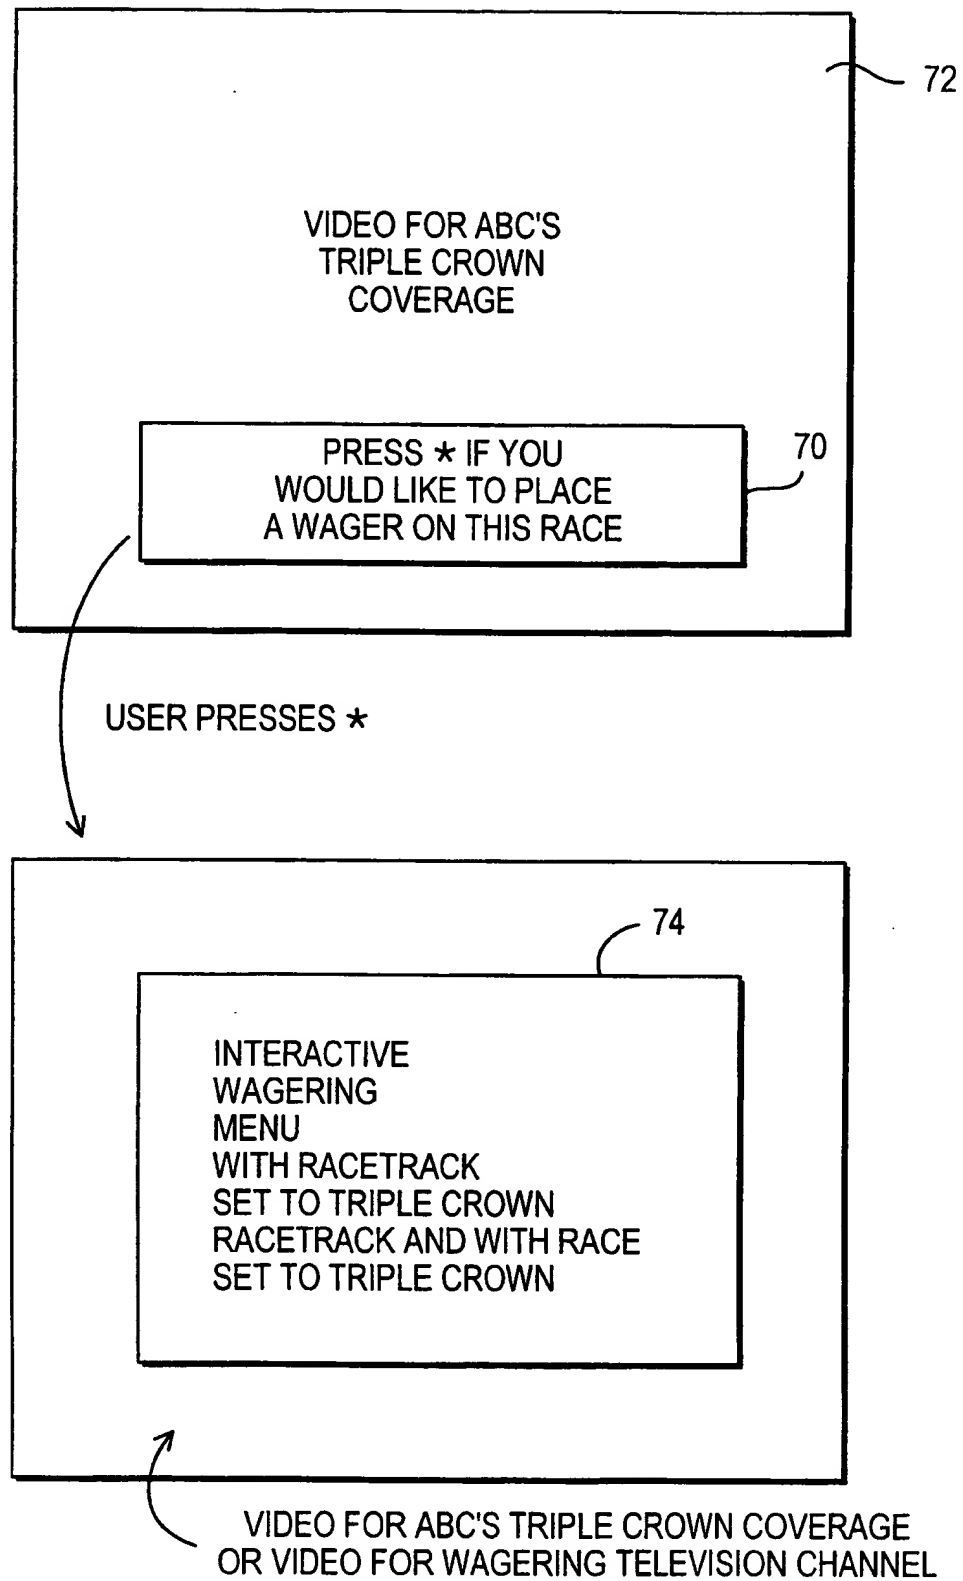 72
VIDEO FOR ABC'S
TRIPLE CROWN
COVERAGE
70
PRESS * IF YOU
WOULD LIKE TO PLACE
A WAGER ON THIS RACE
USER PRESSES *
74
INTERACTIVE
WAGERING
MENU
WITH RACETRACK
SET TO TRIPLE CROWN
RACETRACK AND WITH RACE
SET TO TRIPLE CROWN
VIDEO FOR ABC'S TRIPLE CROWN COVERAGE
OR VIDEO FOR WAGERING TELEVISION CHANNEL